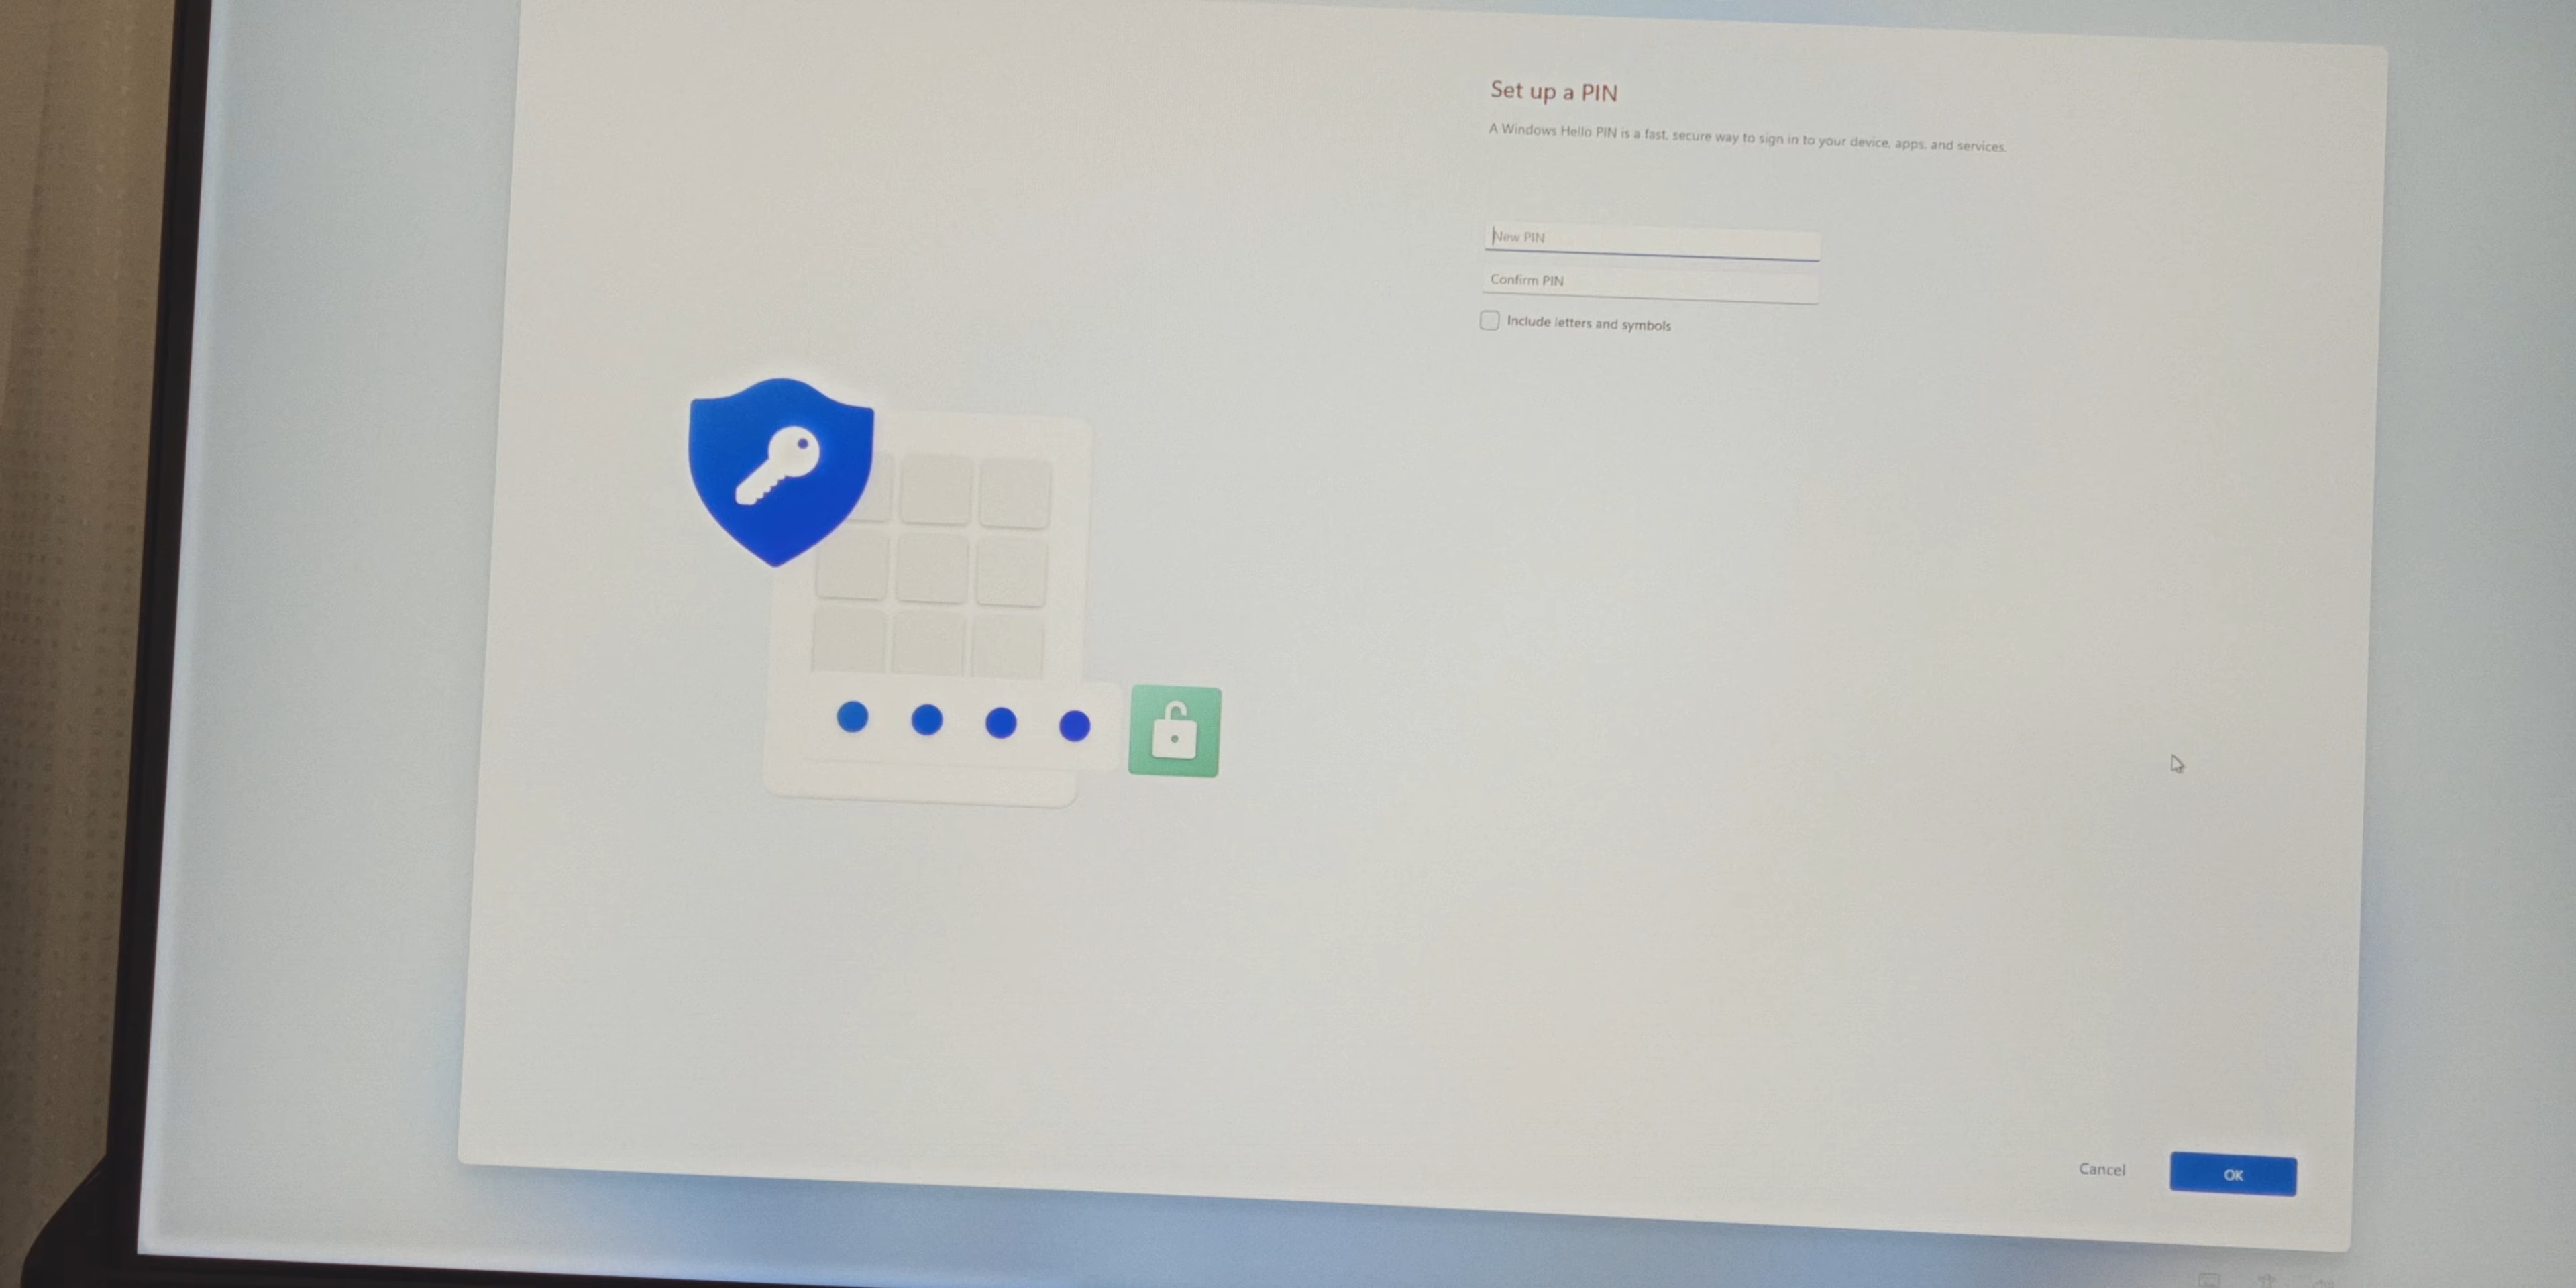 Set up a PIN
A Windows Hello PIN is a fast, secure way to sign in to your device, apps, and services.
New PIN
Confirm PIN
Include letters and symbols
Cancel
OK